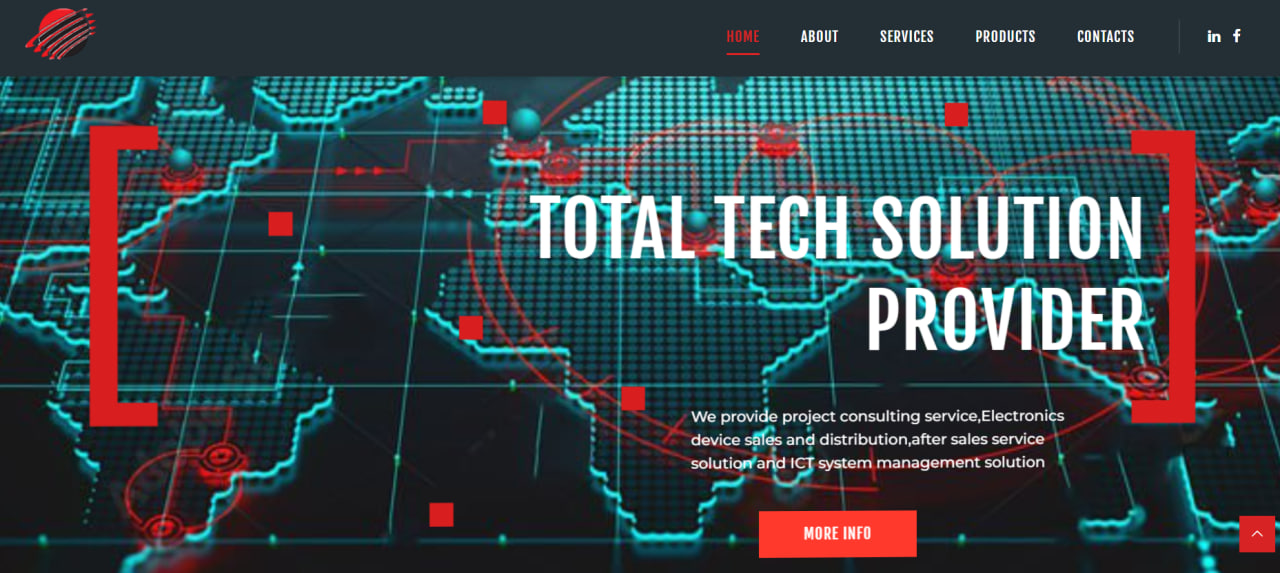 HOME ABOUT SERVICES PRODUCTS CONTACTS in f
TOTAL TECH SOLUTION
PROVIDER
We provide project consulting service,Electronics
device sales and distribution,after sales service
solution and ICT system management solution
MORE INFO